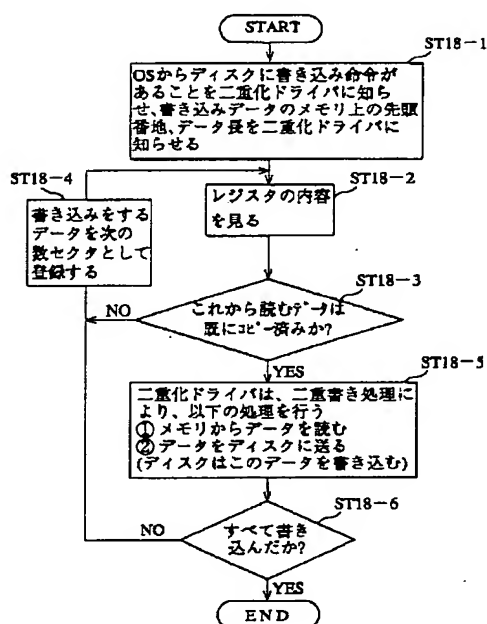 START
ST18-1
OSからディスクに書き込み命令が
あることを二重化ドライバに知ら
せ、書き込みデータのメモリ上の先頭
番地、データ長を二重化ドライバに
知らせる
ST18-4
書き込みをする
データを次の
数セクタとして
登録する
ST18-2
レジスタの内容
を見る
ST18-3
NO
これから読むデータは
既にコピー済みか?
YES
ST18-5
二重化ドライバは、二重書き処理に
より、以下の処理を行う
①メモリからデータを読む
②データをディスクに送る
(ディスクはこのデータを書き込む)
ST18-6
NO
すべて書き
込んだか?
YES
END